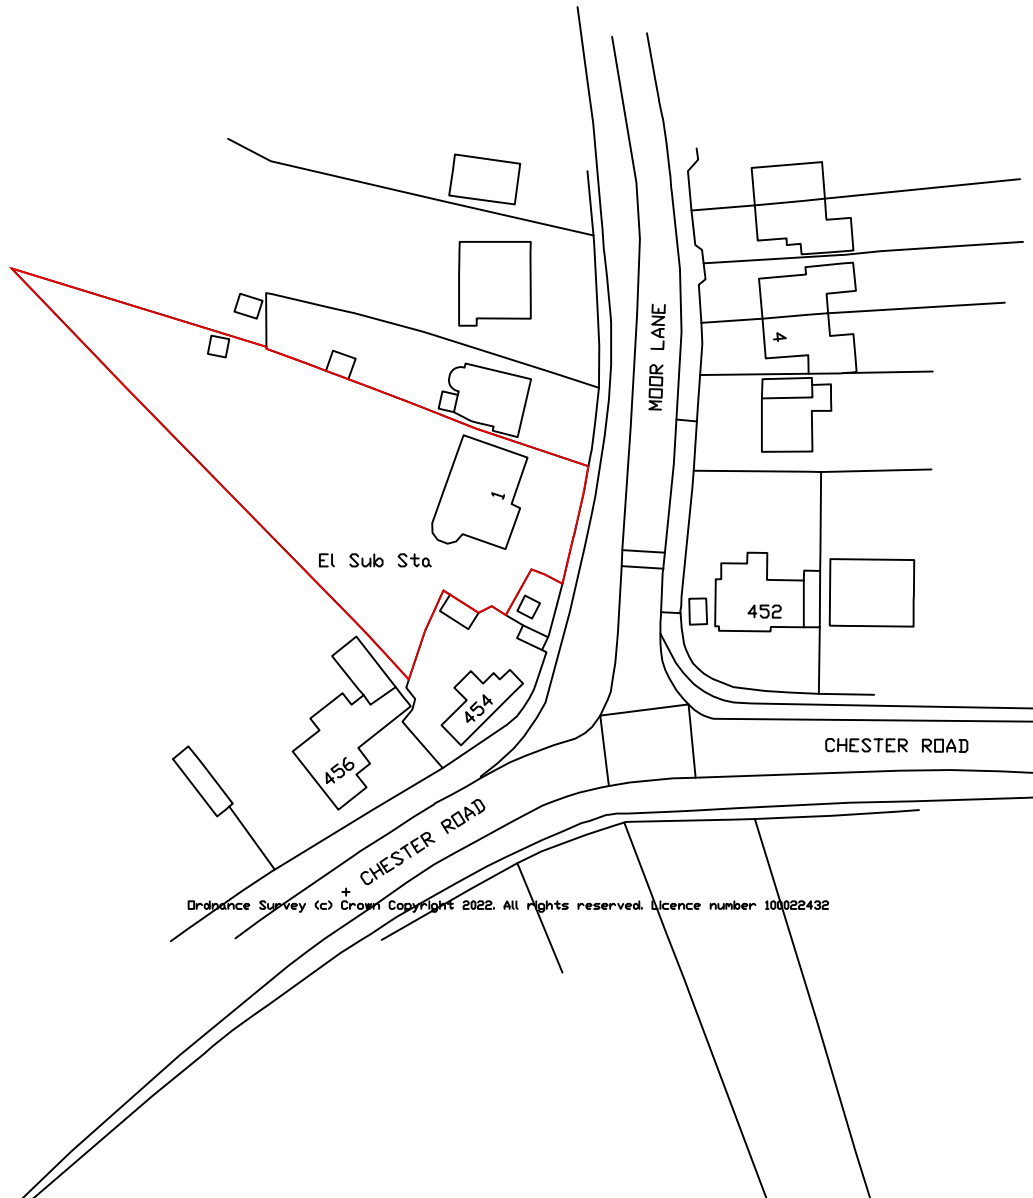 MOOR LANE
4
1
El Sub Sta
452
454
CHESTER ROAD
456
CHESTER ROAD
+
Ordnance Survey (c) Crown Copyright 2022. All rights reserved. Licence number 100022432